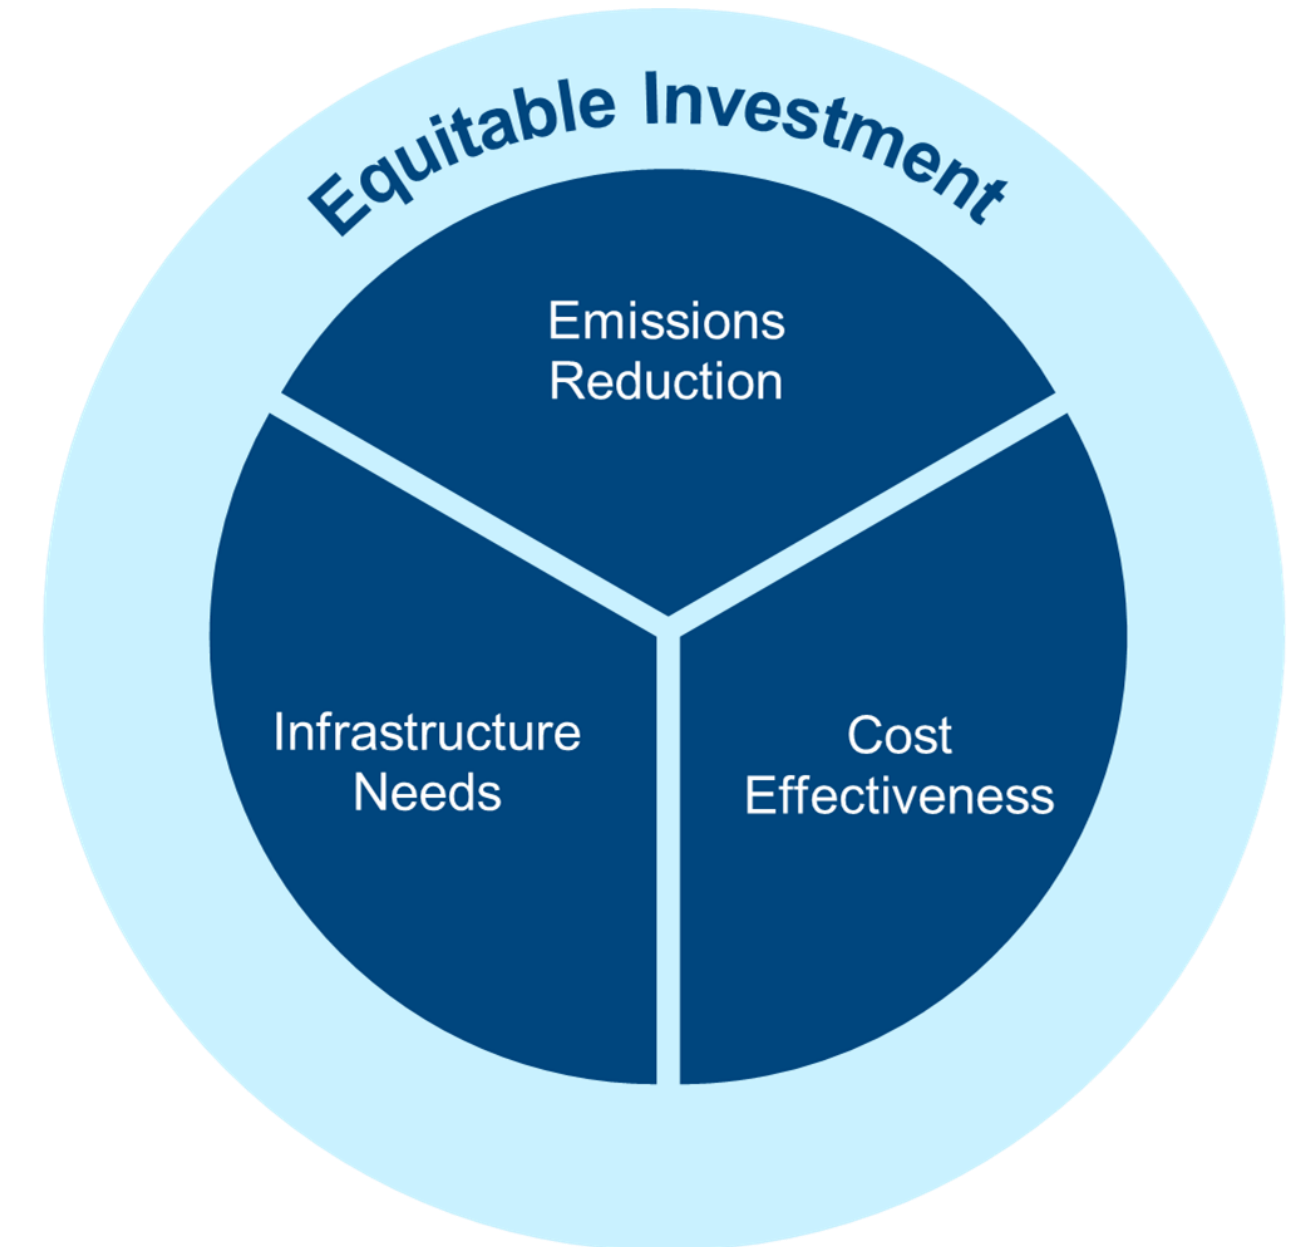 Equitable Investment
Emissions
Reduction
Infrastructure
Needs
Cost
Effectiveness